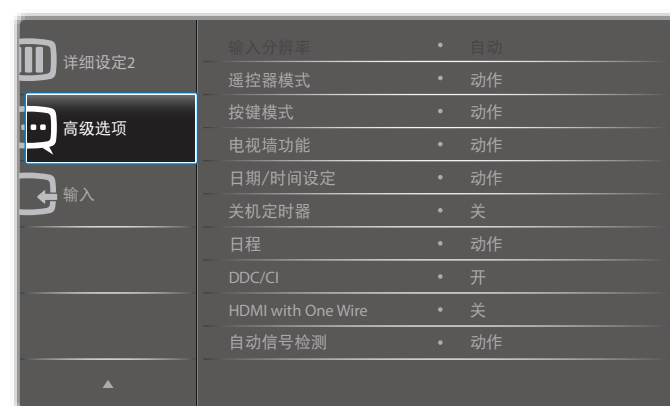 详细设定2
高级选项
输入
输入分辨率 • 自动
遥控器模式 • 动作
按键模式 • 动作
电视墙功能 • 动作
日期/时间设定 • 动作
关机定时器 • 关
日程 • 动作
DDC/CI • 开
HDMI with One Wire • 关
自动信号检测 • 动作